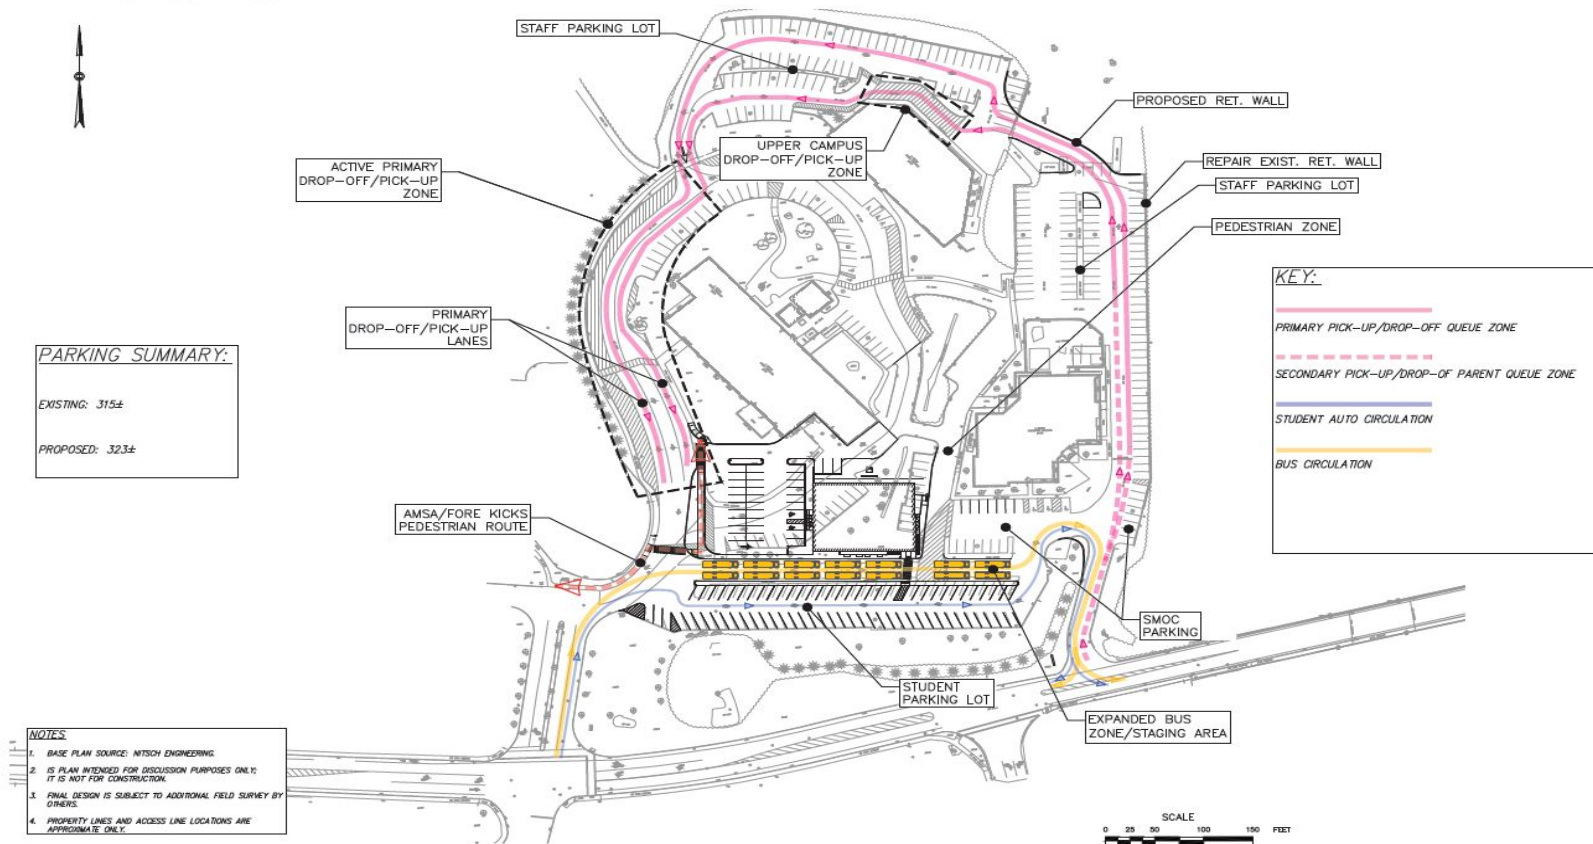 STAFF PARKING LOT
PROPOSED RET. WALL
UPPER CAMPUS
DROP-OFF/PICK-UP
ZONE
ACTIVE PRIMARY
DROP-OFF/PICK-UP
ZONE
REPAIR EXIST. RET. WALL
STAFF PARKING LOT
PEDESTRIAN ZONE
PRIMARY
DROP-OFF/PICK-UP
LANES
PARKING SUMMARY:
EXISTING: 315±
PROPOSED: 323±
KEY:
PRIMARY PICK-UP/DROP-OFF QUEUE ZONE
SECONDARY PICK-UP/DROP-OF PARENT QUEUE ZONE
STUDENT AUTO CIRCULATION
BUS CIRCULATION
AMSA/FORE KICKS
PEDESTRIAN ROUTE
SMOC
PARKING
STUDENT
PARKING LOT
EXPANDED BUS
ZONE/STAGING AREA
NOTES
1. BASE PLAN SOURCE: NITSCH ENGINEERING.
2. IS PLAN INTENDED FOR DISCUSSION PURPOSES ONLY;
IT IS NOT FOR CONSTRUCTION.
3. FINAL DESIGN IS SUBJECT TO ADDITIONAL FIELD SURVEY BY
OTHERS.
4. PROPERTY LINES AND ACCESS LINE LOCATIONS ARE
APPROXIMATE ONLY.
SCALE
0 25 50 100 150 FEET